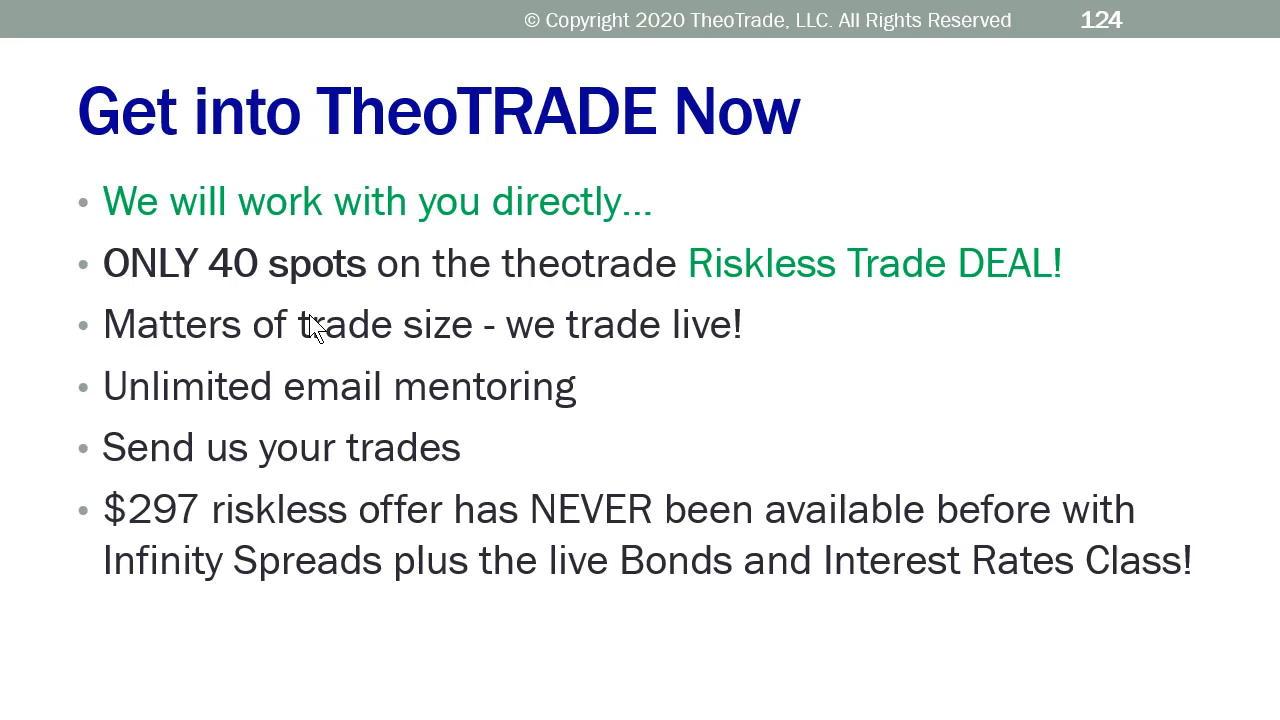 © Copyright 2020 TheoTrade, LLC. All Rights Reserved 124
Get into TheoTRADE Now
• We will work with you directly...
• ONLY 40 spots on the theotrade Riskless Trade DEAL!
• Matters of trade size - we trade live!
• Unlimited email mentoring
• Send us your trades
• $297 riskless offer has NEVER been available before with
Infinity Spreads plus the live Bonds and Interest Rates Class!